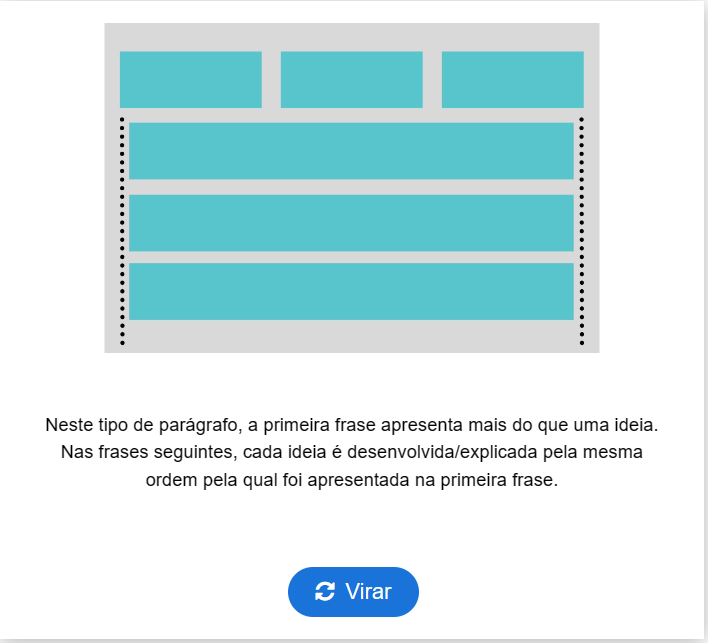 Neste tipo de parágrafo, a primeira frase apresenta mais do que uma ideia.
Nas frases seguintes, cada ideia é desenvolvida/explicada pela mesma
ordem pela qual foi apresentada na primeira frase.
Virar